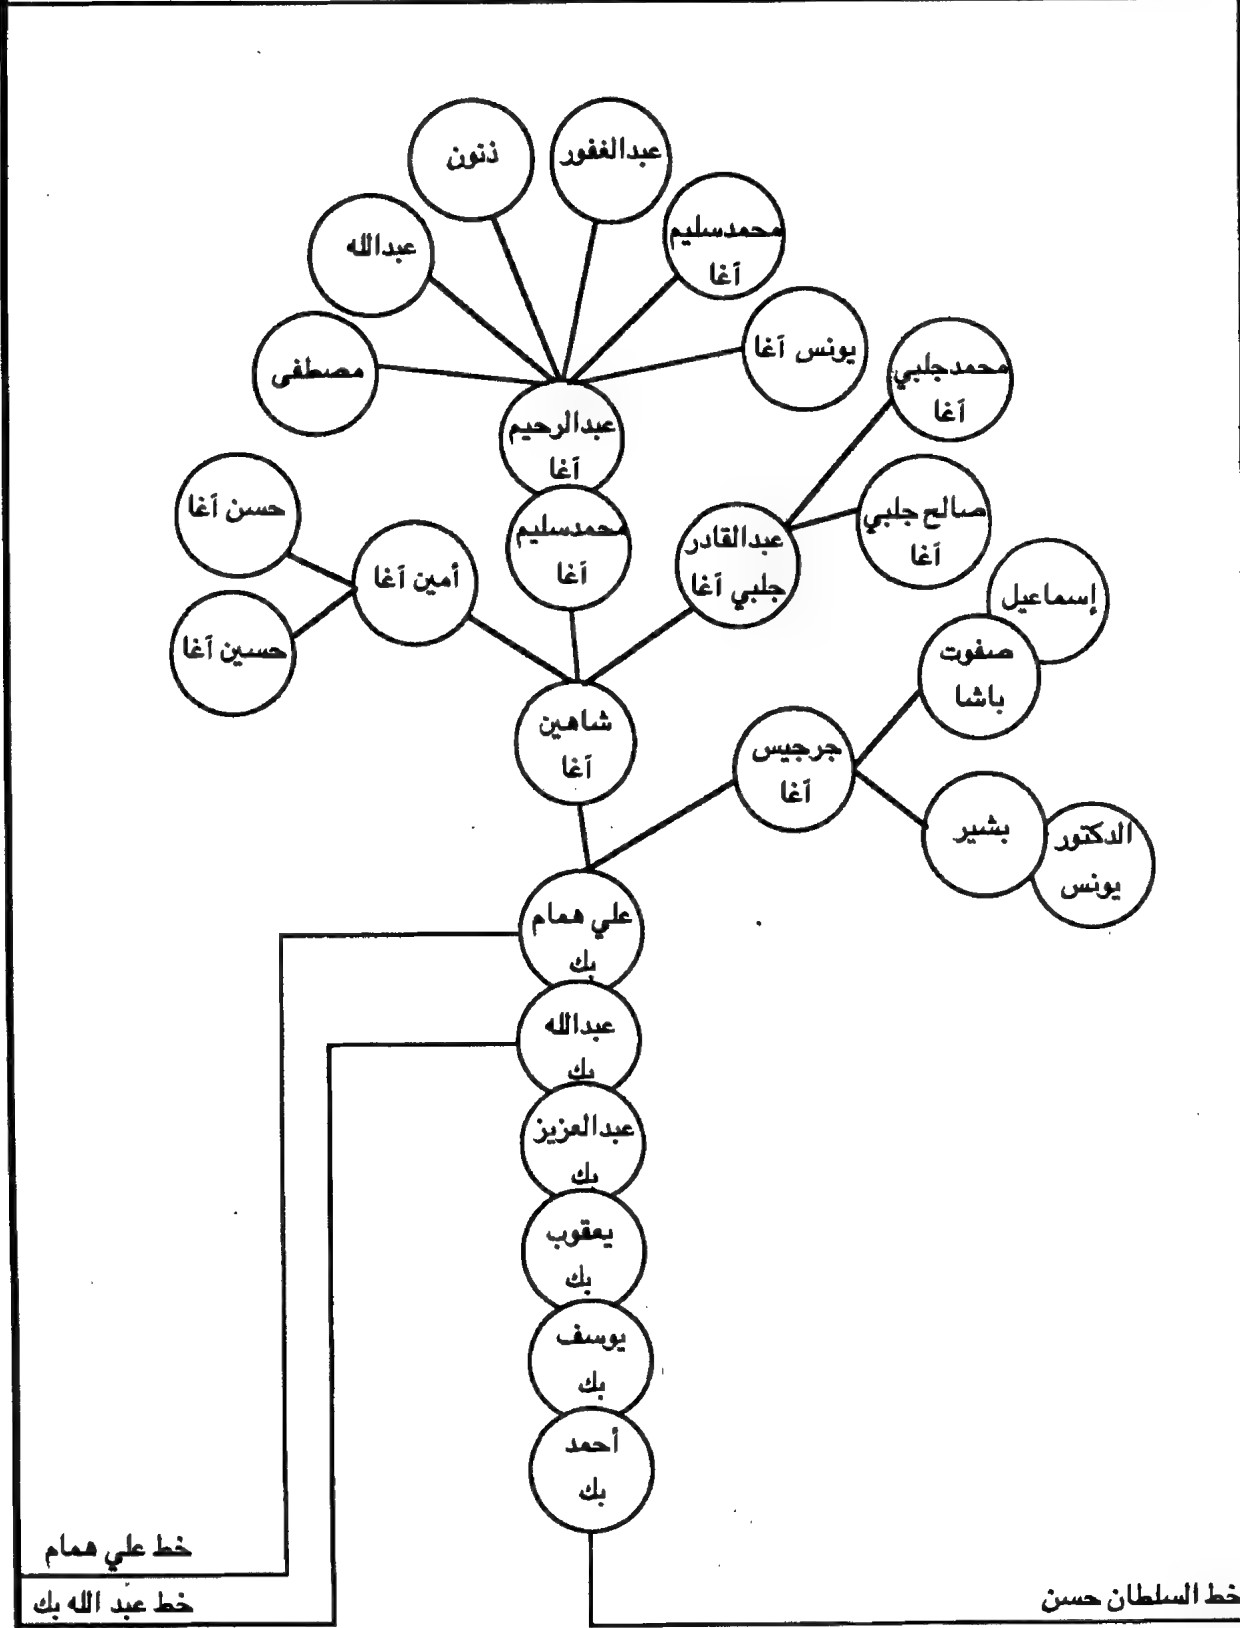 ذنون
عبدالغفور
عبدالله
محمدسليم
آغا
مصطفى
يونس آغا
محمدجلبي
آغا
عبدالرحيم
آغا
حسن آغا
محمدسليم
آغا
صالح جلبي
آغا
عبدالقادر
جلبي آغا
أمين آغا
إسماعيل
حسين آغا
صفوت
باشا
شاهين
آغا
جرجيس
آغا
بشير
الدكتور
يونس
علي همام
بك
عبدالله
بك
عبدالعزيز
بك
يعقوب
بك
يوسف
بك
أحمد
بك
خط علي همام
خط السلطان حسن
خط عبد الله بك